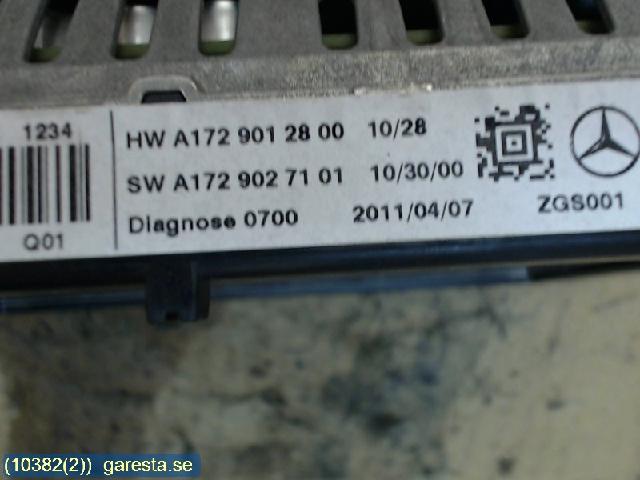 1234
Q01
HW A172 901 28 00 10/28
SW A172 902 71 01 10/30/00
Diagnose 0700 2011/04/07
ZGS001
(10382(2)) garesta.se